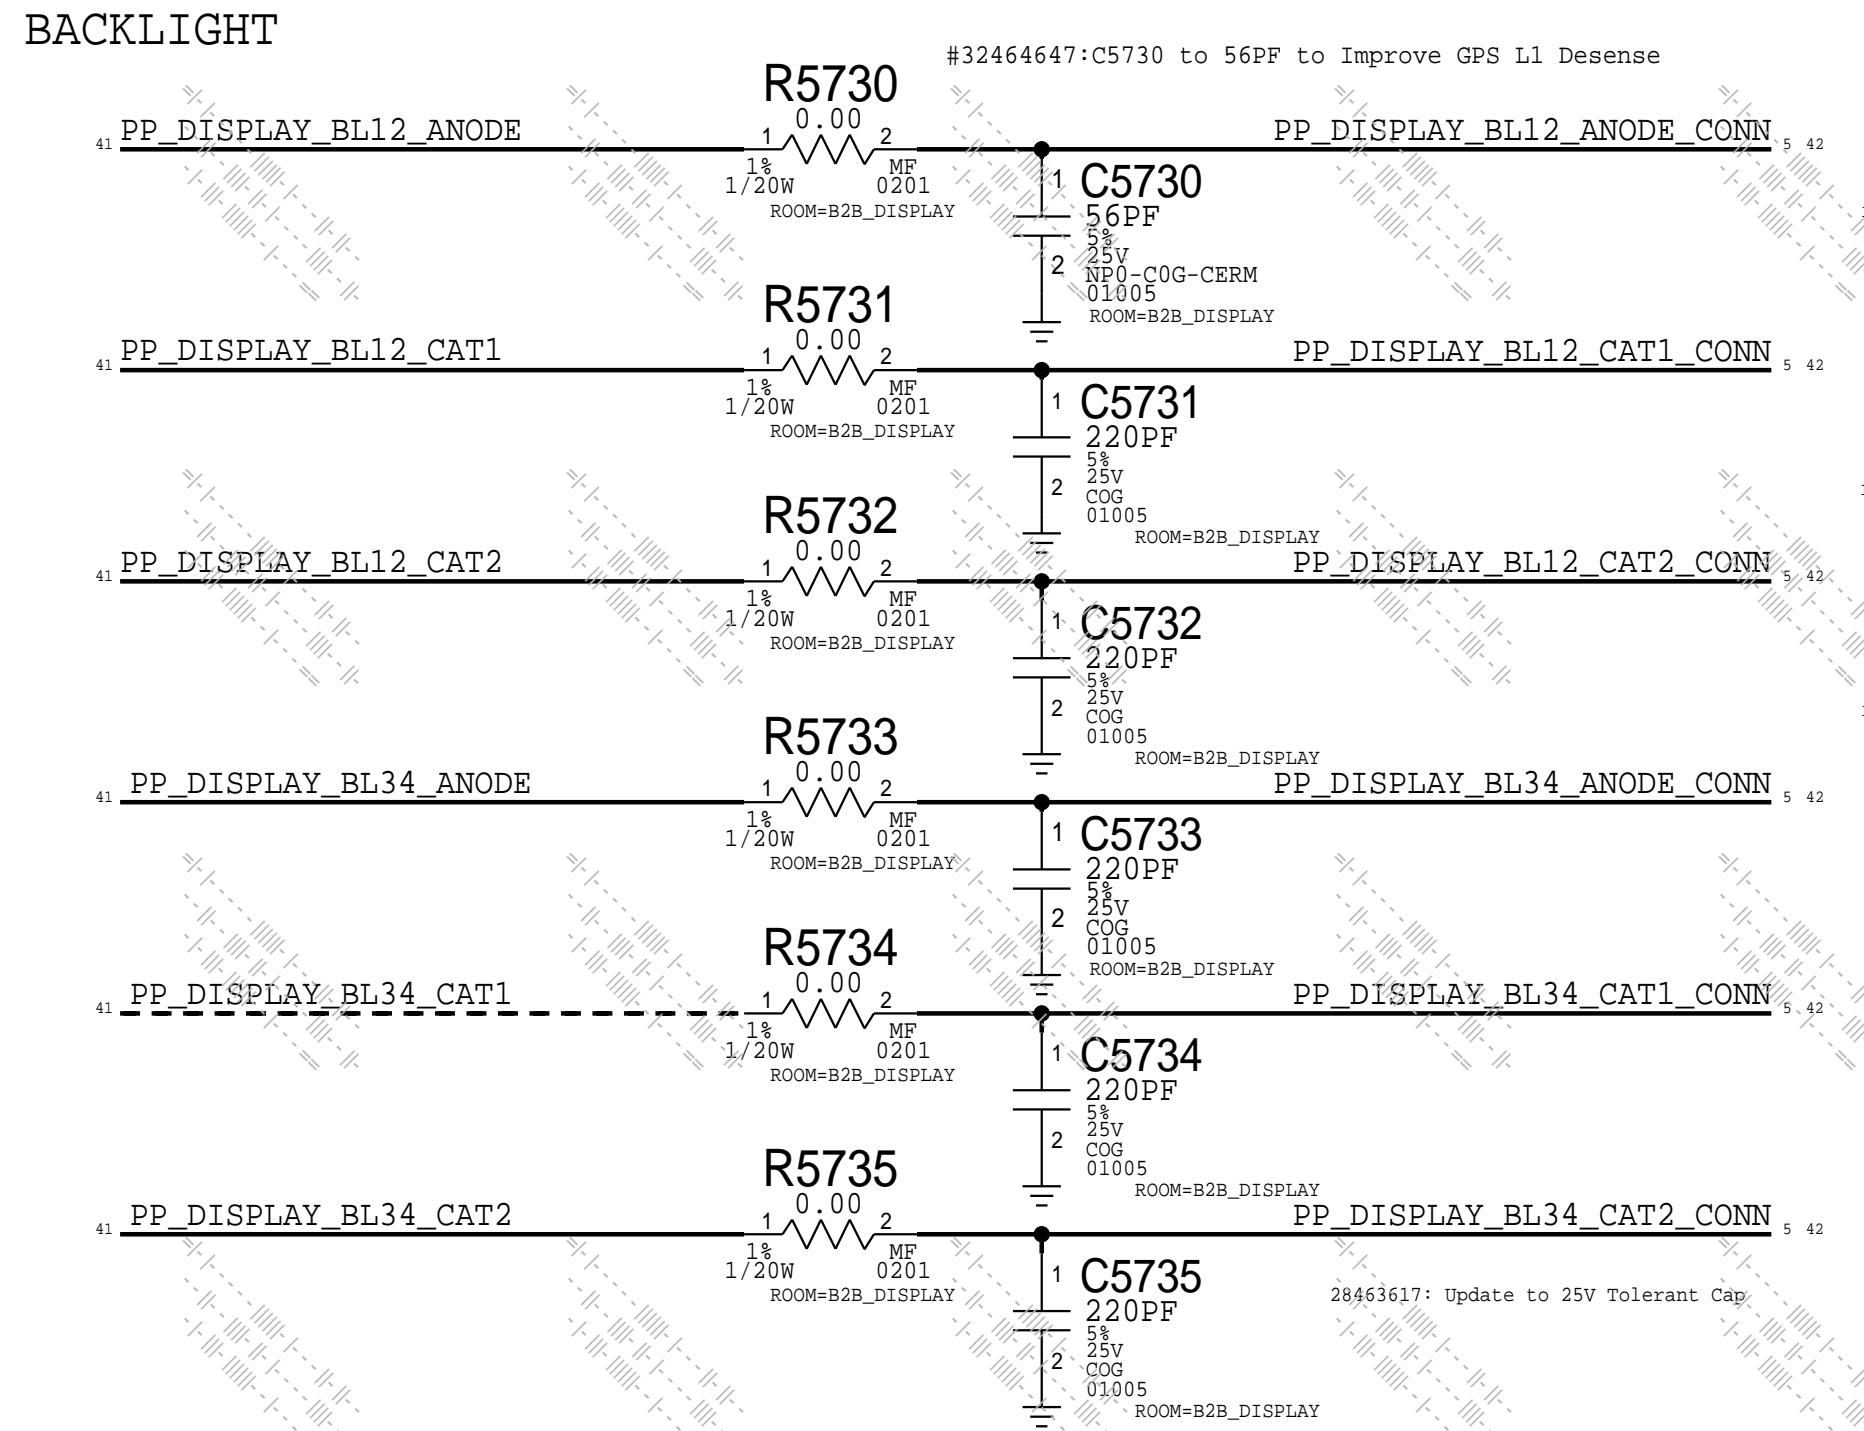 BACKLIGHT
#32464647:C5730 to 56PF to Improve GPS L1 Desense
R5730
0.00
41 PP_DISPLAY_BL12_ANODE 1 2 PP_DISPLAY_BL12_ANODE_CONN 5 42
1% MF
1/20W 0201
ROOM=B2B_DISPLAY
1 C5730
56PF
5%
25V
2 NP0-C0G-CERM
01005
ROOM=B2B_DISPLAY
R5731
0.00
41 PP_DISPLAY_BL12_CAT1 1 2 PP_DISPLAY_BL12_CAT1_CONN 5 42
1% MF
1/20W 0201
ROOM=B2B_DISPLAY
1 C5731
220PF
5%
25V
2 COG
01005
ROOM=B2B_DISPLAY
R5732
0.00
41 PP_DISPLAY_BL12_CAT2 1 2 PP_DISPLAY_BL12_CAT2_CONN 5 42
1% MF
1/20W 0201
ROOM=B2B_DISPLAY
1 C5732
220PF
5%
25V
2 COG
01005
ROOM=B2B_DISPLAY
R5733
0.00
41 PP_DISPLAY_BL34_ANODE 1 2 PP_DISPLAY_BL34_ANODE_CONN 5 42
1% MF
1/20W 0201
ROOM=B2B_DISPLAY
1 C5733
220PF
5%
25V
2 COG
01005
ROOM=B2B_DISPLAY
R5734
0.00
41 PP_DISPLAY_BL34_CAT1 1 2 PP_DISPLAY_BL34_CAT1_CONN 5 42
1% MF
1/20W 0201
ROOM=B2B_DISPLAY
1 C5734
220PF
5%
25V
2 COG
01005
ROOM=B2B_DISPLAY
R5735
0.00
41 PP_DISPLAY_BL34_CAT2 1 2 PP_DISPLAY_BL34_CAT2_CONN 5 42
1% MF
1/20W 0201
ROOM=B2B_DISPLAY
1 C5735
220PF
5%
25V
2 COG
01005
ROOM=B2B_DISPLAY
28463617: Update to 25V Tolerant Cap